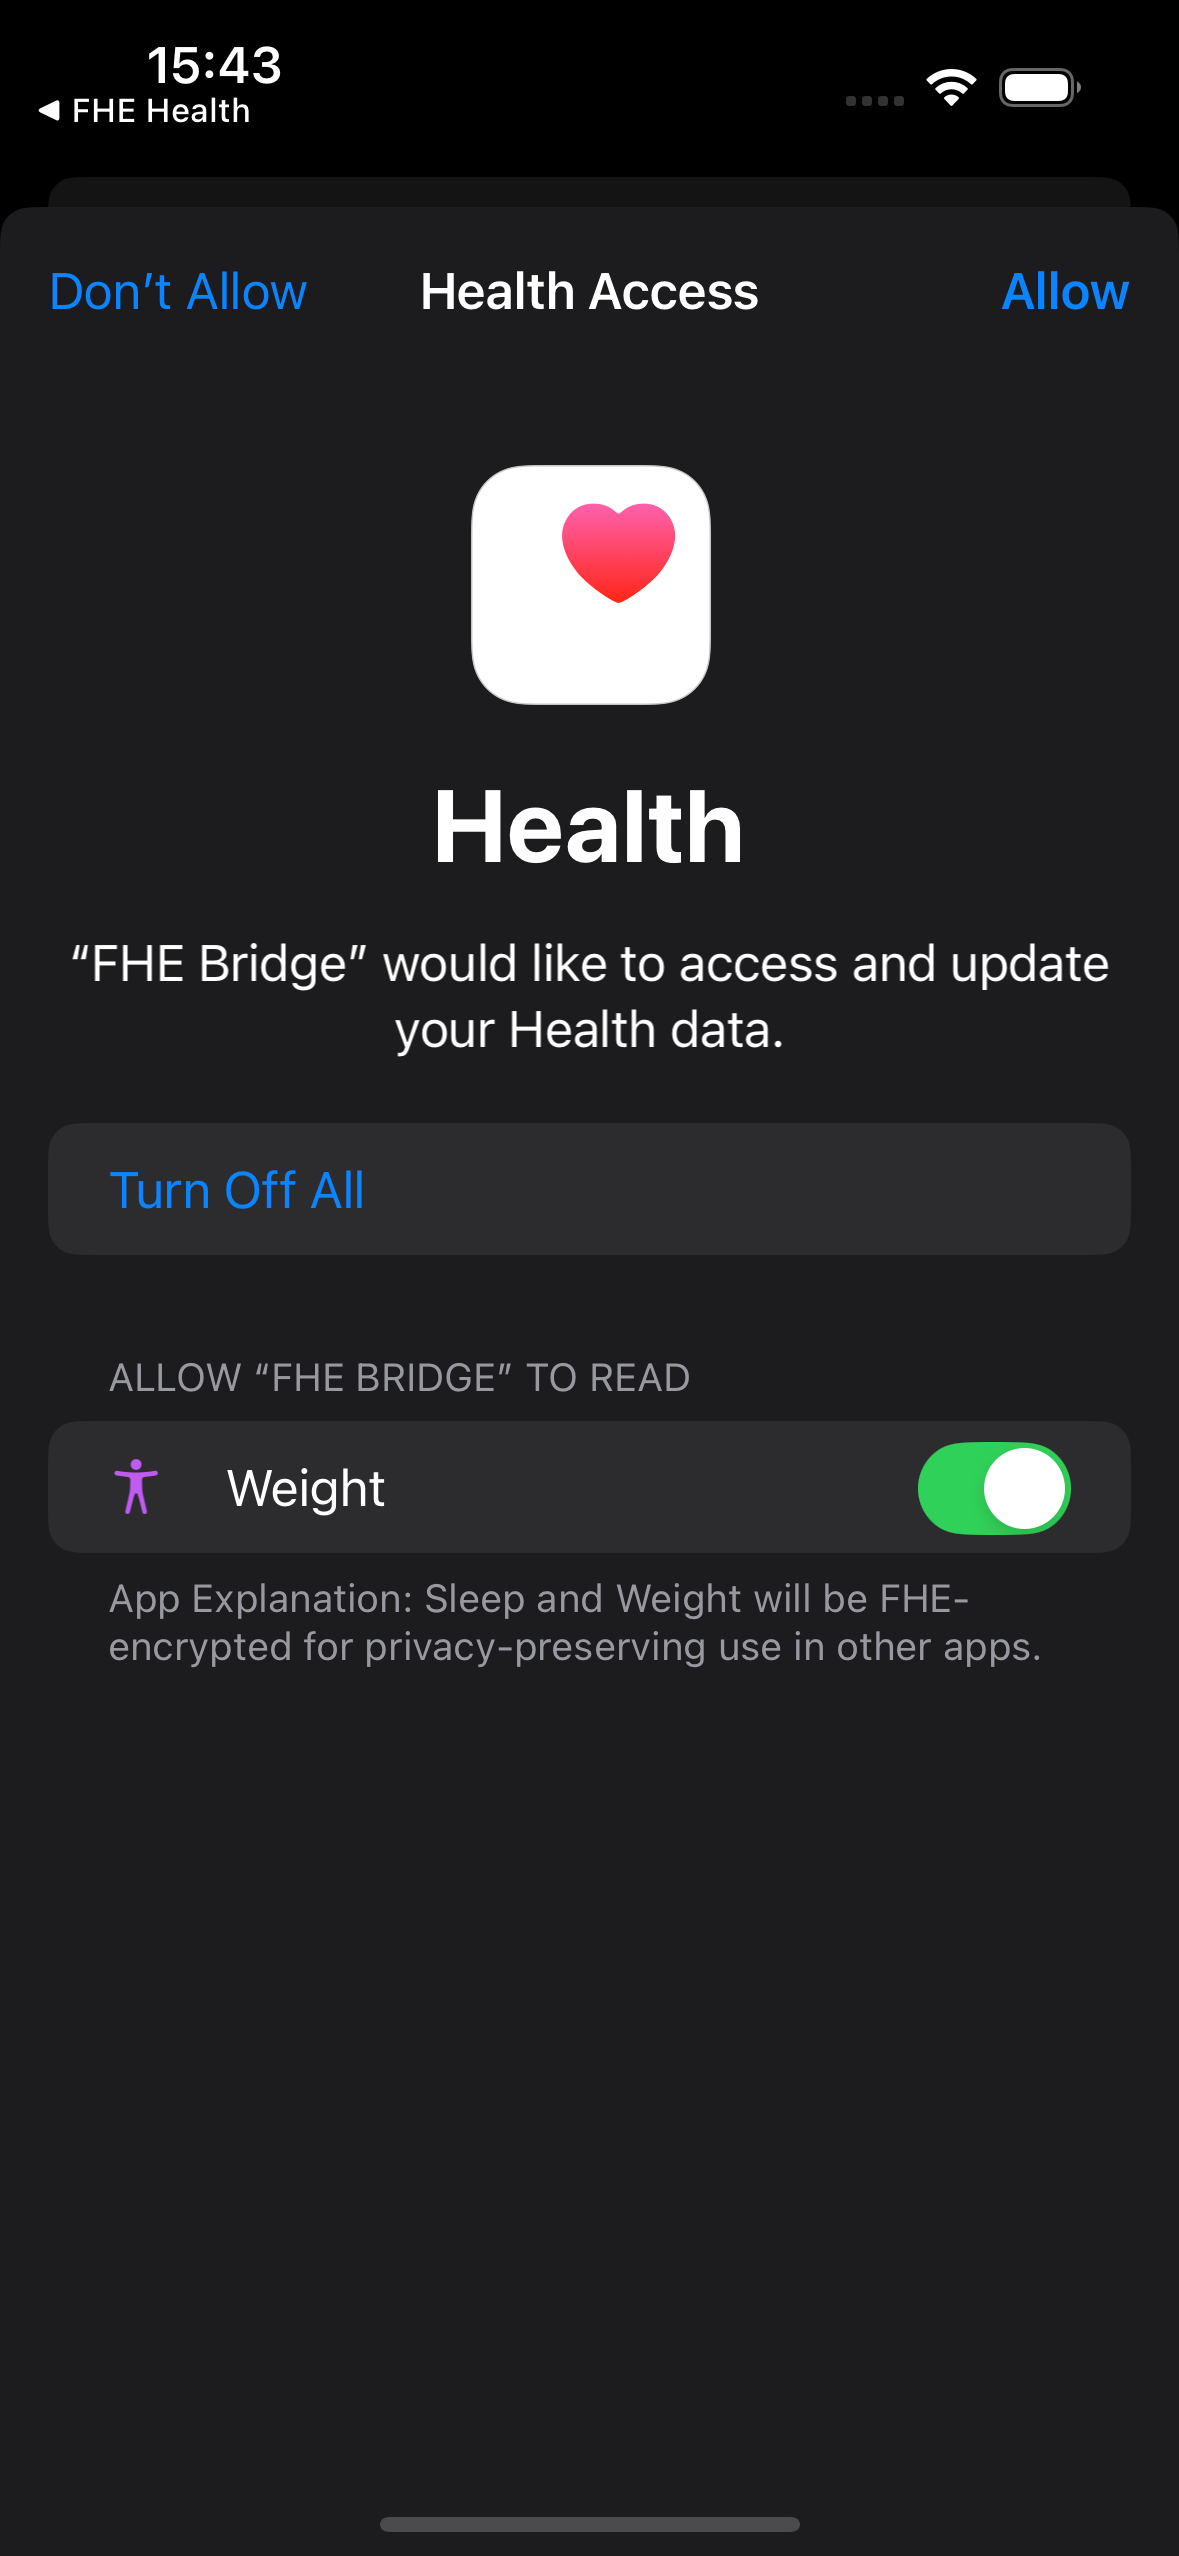 15:43
FHE Health
Don’t Allow
Health Access
Allow
Health
“FHE Bridge” would like to access and update
your Health data.
Turn Off All
ALLOW “FHE BRIDGE” TO READ
Weight
App Explanation: Sleep and Weight will be FHE-
encrypted for privacy-preserving use in other apps.